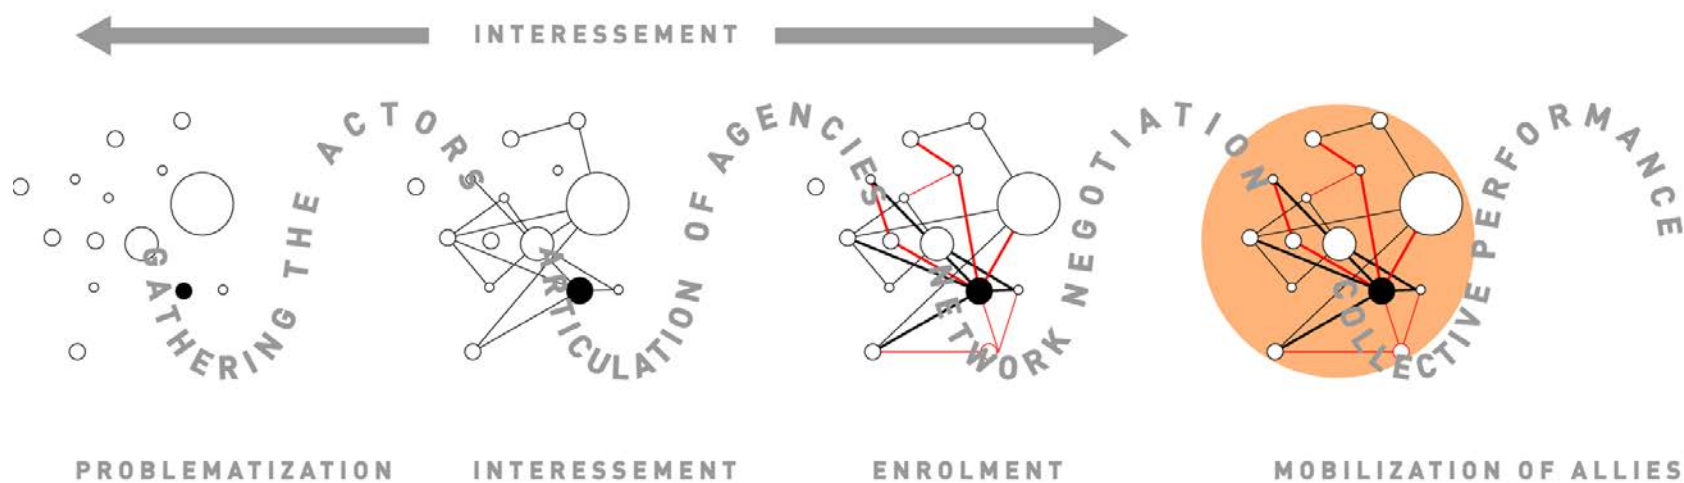 INTERESSEMENT
GATHERING THE ACTORS
ARTICULATION OF AGENCIES
NETWORK NEGOTIATION
COLLECTIVE PERFORMANCE
PROBLEMATIZATION
INTERESSEMENT
ENROLMENT
MOBILIZATION OF ALLIES